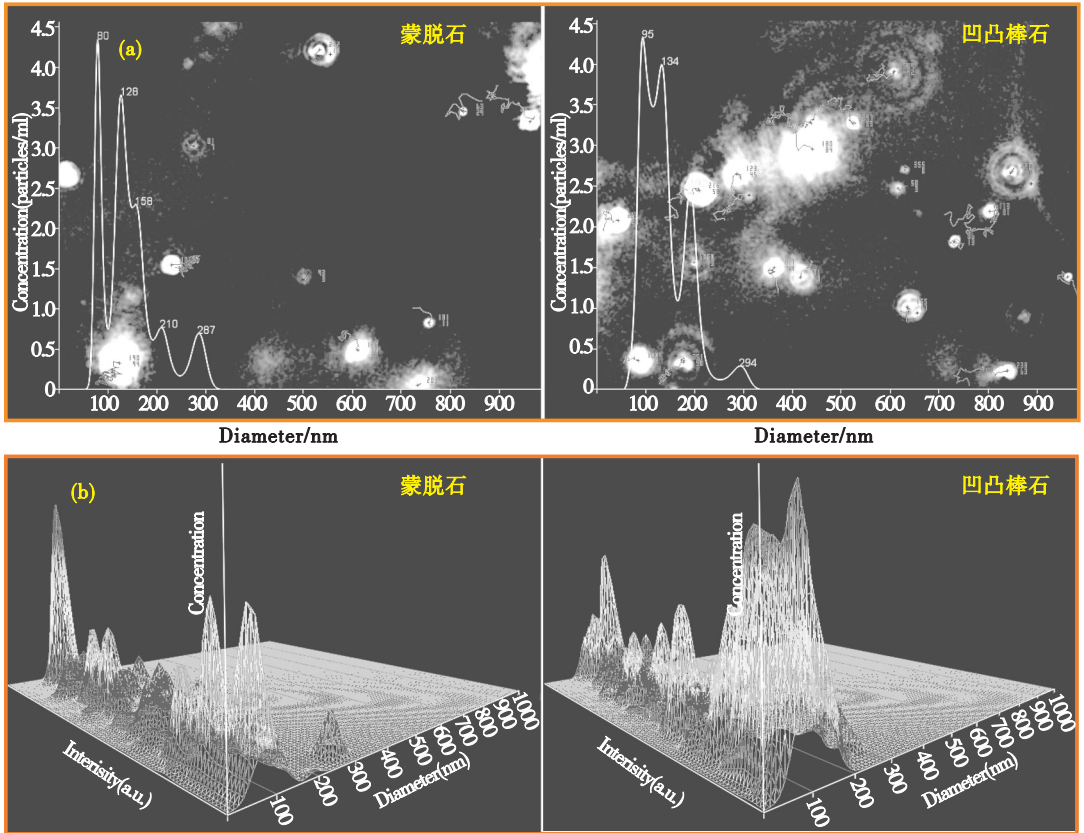 (a)
蒙脱石
Concentration(particles/ml)
4.5
4.0
3.5
3.0
2.5
2.0
1.5
1.0
0.5
0
80
128
158
210
287
100 200 300 400 500 600 700 800 900
Diameter/nm
凹凸棒石
Concentration(particles/ml)
4.5
4.0
3.5
3.0
2.5
2.0
1.5
1.0
0.5
0
95
134
294
100 200 300 400 500 600 700 800 900
Diameter/nm
(b)
蒙脱石
Concentration
Interisity(a.u.)
Diameter(nm)
100
200
300
400
500
600
700
800
900
1000
凹凸棒石
Concentration
Interisity(a.u.)
Diameter(nm)
100
200
300
400
500
600
700
800
900
1000